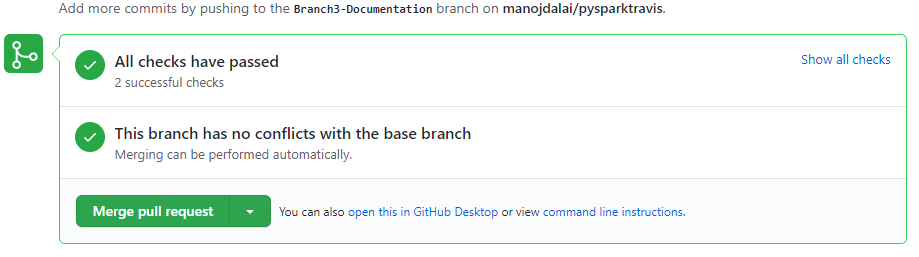 Add more commits by pushing to the Branch3-Documentation branch on manojdalai/pysparktravis.
All checks have passed
Show all checks
2 successful checks
This branch has no conflicts with the base branch
Merging can be performed automatically.
Merge pull request
You can also open this in GitHub Desktop or view command line instructions.